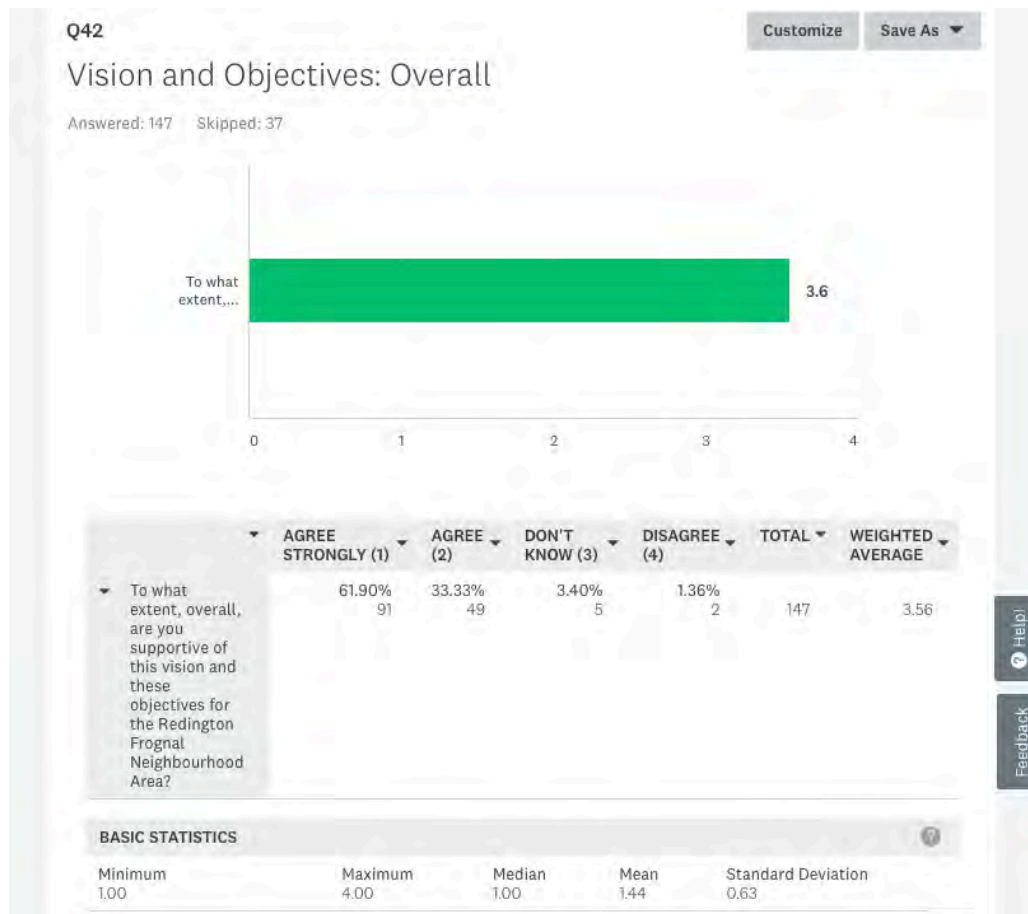 Q42
Customize
Save As
Vision and Objectives: Overall
Answered: 147 Skipped: 37
To what
extent,...
3.6
0 1 2 3 4
AGREE STRONGLY (1)
AGREE (2)
DON'T KNOW (3)
DISAGREE (4)
TOTAL
WEIGHTED AVERAGE
To what
extent, overall,
are you
supportive of
this vision and
these
objectives for
the Redington
Frognal
Neighbourhood
Area?
61.90% 33.33% 3.40% 1.36%
91 49 5 2 147 3.56
Help!
Feedback
BASIC STATISTICS
Minimum Maximum Median Mean Standard Deviation
1.00 4.00 1.00 1.44 0.63